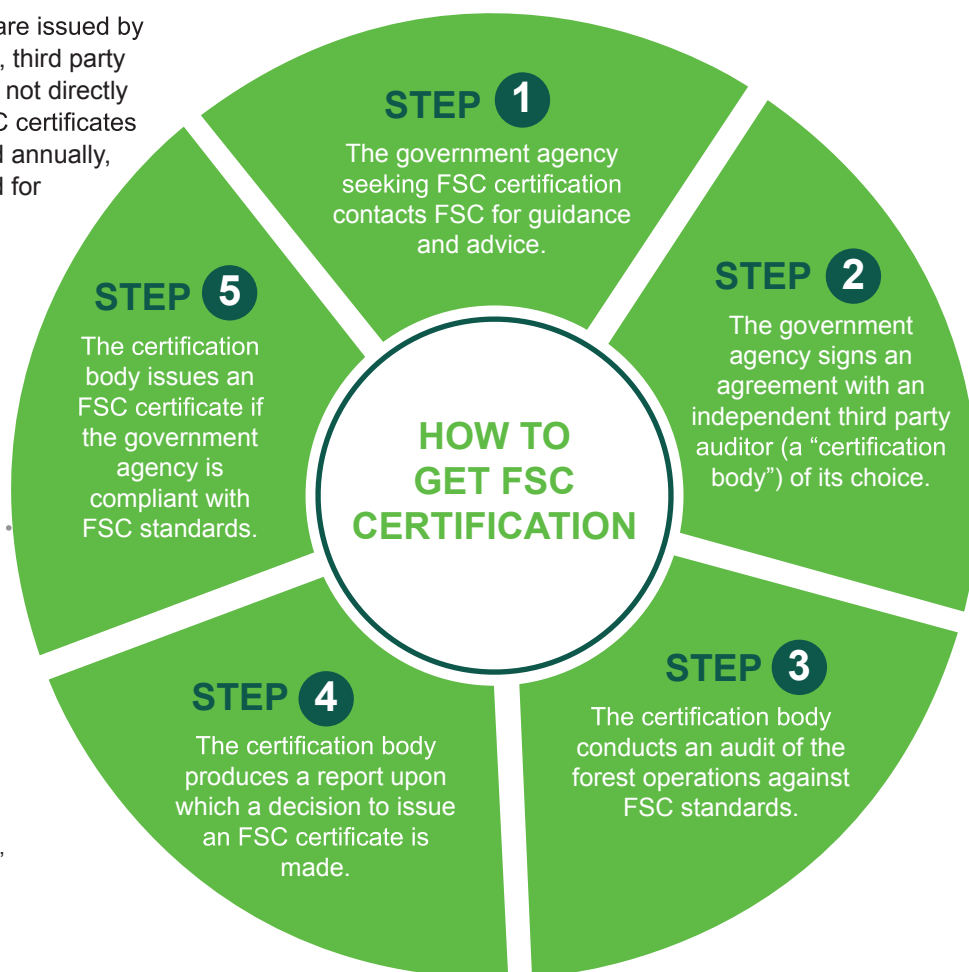 are issued by
, third party
not directly
C certificates
d annually,
d for
STEP 1
The government agency
seeking FSC certification
contacts FSC for guidance
and advice.
STEP 2
The government
agency signs an
agreement with an
independent third party
auditor (a “certification
body”) of its choice.
STEP 3
The certification body
conducts an audit of the
forest operations against
FSC standards.
STEP 4
The certification body
produces a report upon
which a decision to issue
an FSC certificate is
made.
STEP 5
The certification
body issues an
FSC certificate if
the government
agency is
compliant with
FSC standards.
HOW TO
GET FSC
CERTIFICATION
,